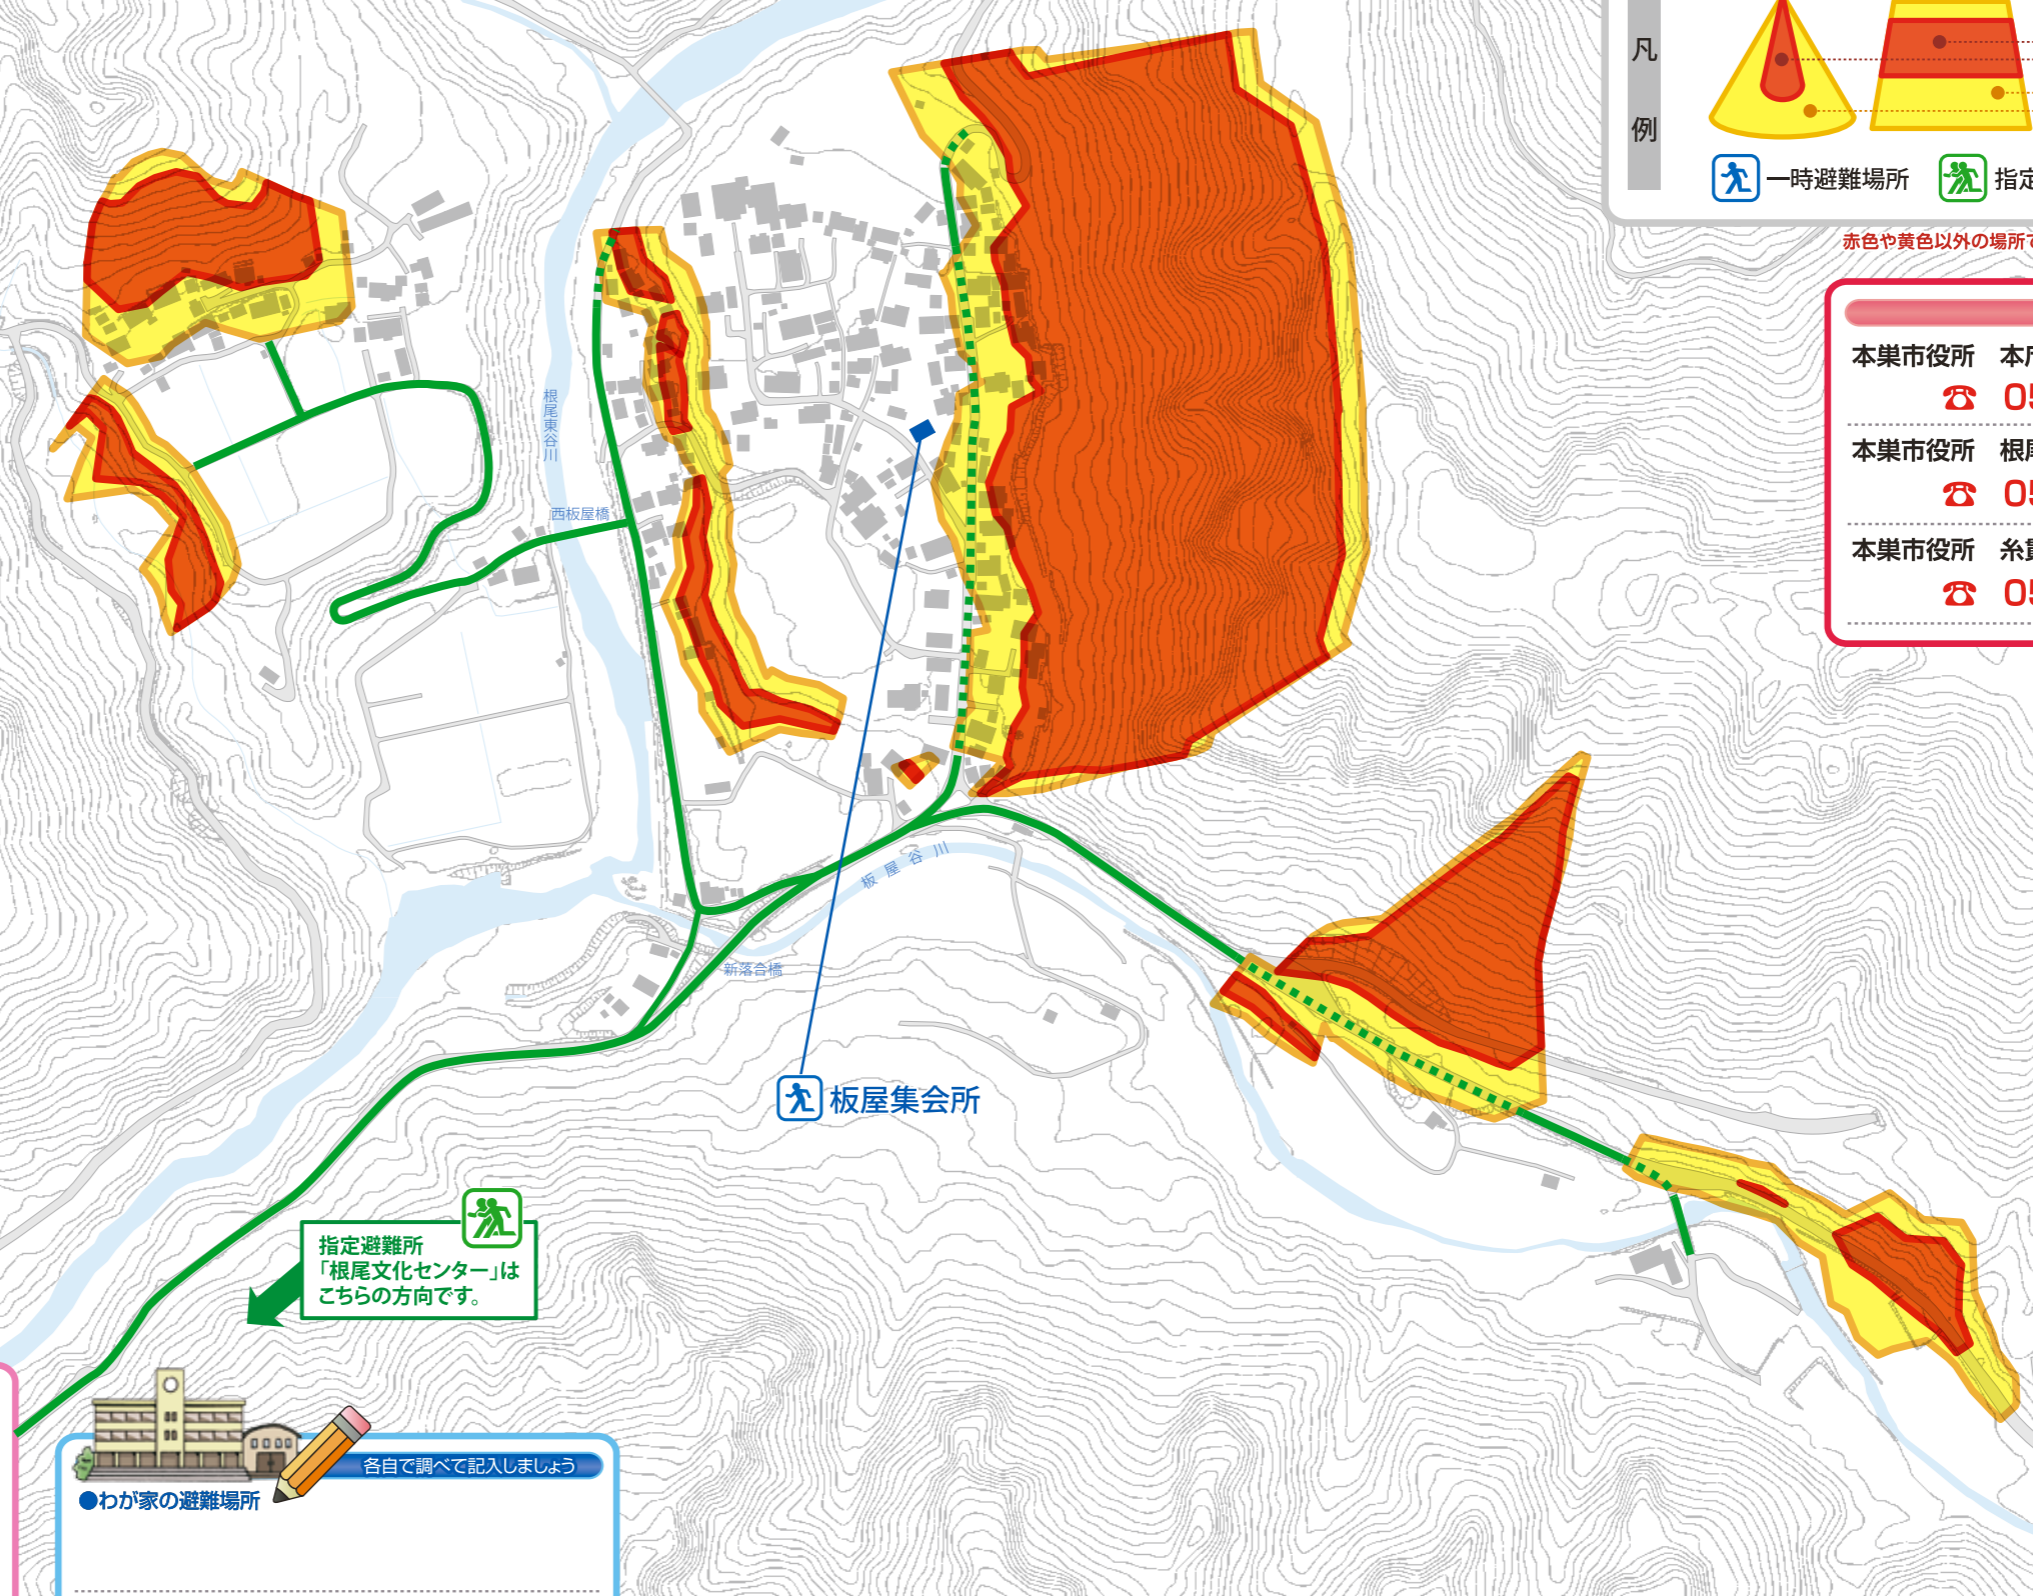 凡例
一時避難場所
指定
赤色や黄色以外の場所で
本巣市役所 本庁
☎ 05
本巣市役所 根尾
☎ 05
本巣市役所 糸貫
☎ 05
根尾東谷川
西板屋橋
板屋谷川
新落合橋
板屋集会所
指定避難所
「根尾文化センター」は
こちらの方向です。
各自で調べて記入しましょう
●わが家の避難場所